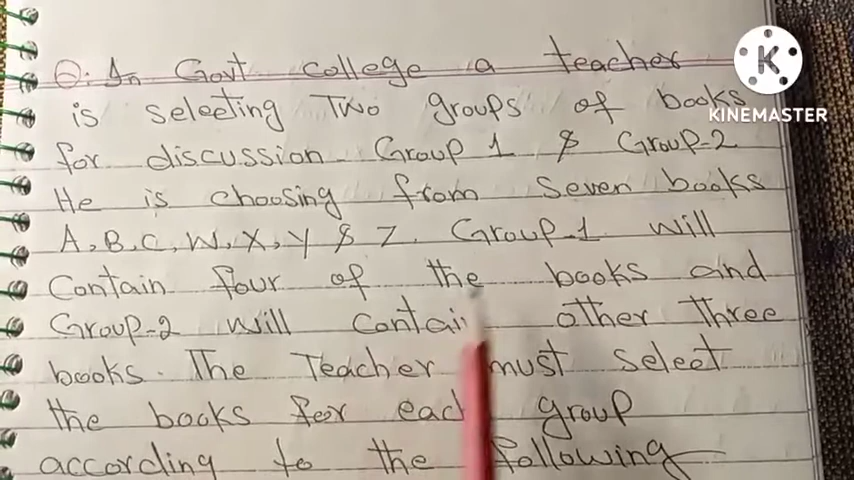 Q. In Govt college a teacher
is selecting Two groups of books
for discussion Group 1 & Group-2
He is choosing from seven books
A, B, C, W, X, Y & Z. Group-1 will
Contain four of the books and
Group-2 will contain other three
books. The Teacher must select
the books for each group
according to the following
KINEMASTER